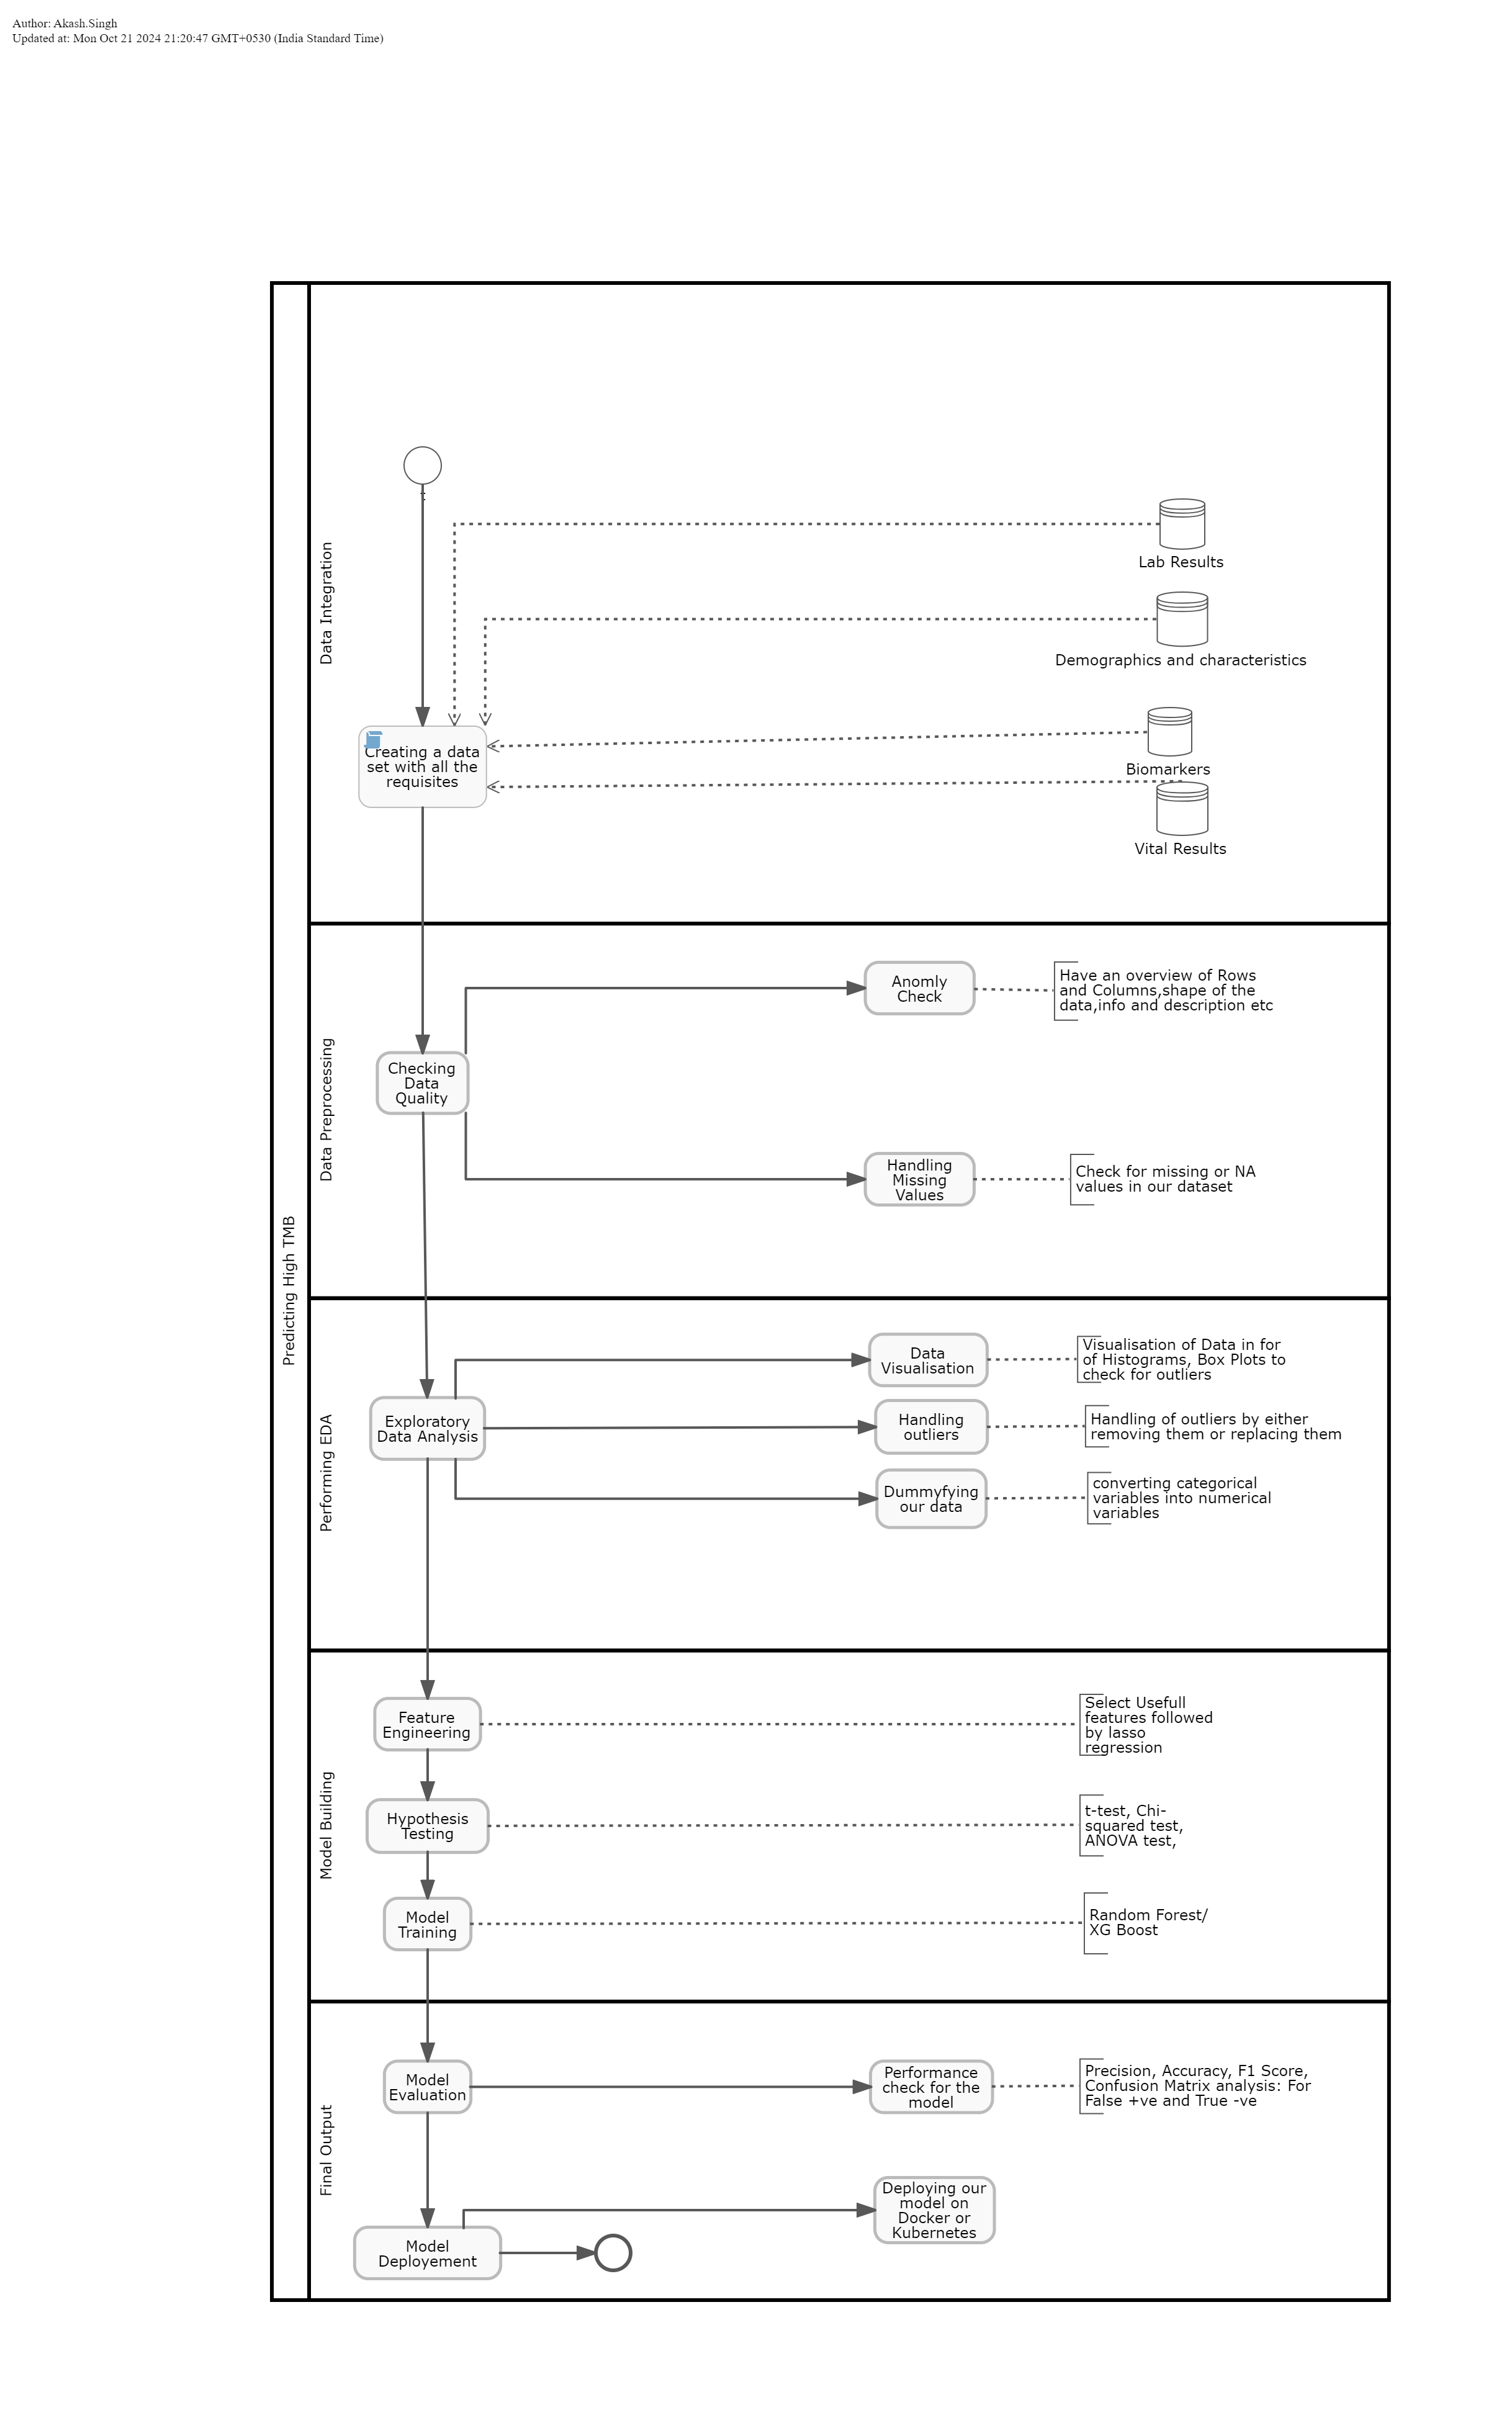 Author: Akash.Singh
Updated at: Mon Oct 21 2024 21:20:47 GMT+0530 (India Standard Time)
Predicting High TMB
Data Integration
Lab Results
Demographics and characteristics
Creating a data
set with all the
requisites
Biomarkers
Vital Results
Data Preprocessing
Checking
Data
Quality
Anomly
Check
Have an overview of Rows
and Columns,shape of the
data,info and description etc
Handling
Missing
Values
Check for missing or NA
values in our dataset
Performing EDA
Exploratory
Data Analysis
Data
Visualisation
Visualisation of Data in for
of Histograms, Box Plots to
check for outliers
Handling
outliers
Handling of outliers by either
removing them or replacing them
Dummyfying
our data
converting categorical
variables into numerical
variables
Model Building
Feature
Engineering
Select Usefull
features followed
by lasso
regression
Hypothesis
Testing
t-test, Chi-
squared test,
ANOVA test,
Model
Training
Random Forest/
XG Boost
Final Output
Model
Evaluation
Performance
check for the
model
Precision, Accuracy, F1 Score,
Confusion Matrix analysis: For
False +ve and True -ve
Model
Deployement
Deploying our
model on
Docker or
Kubernetes